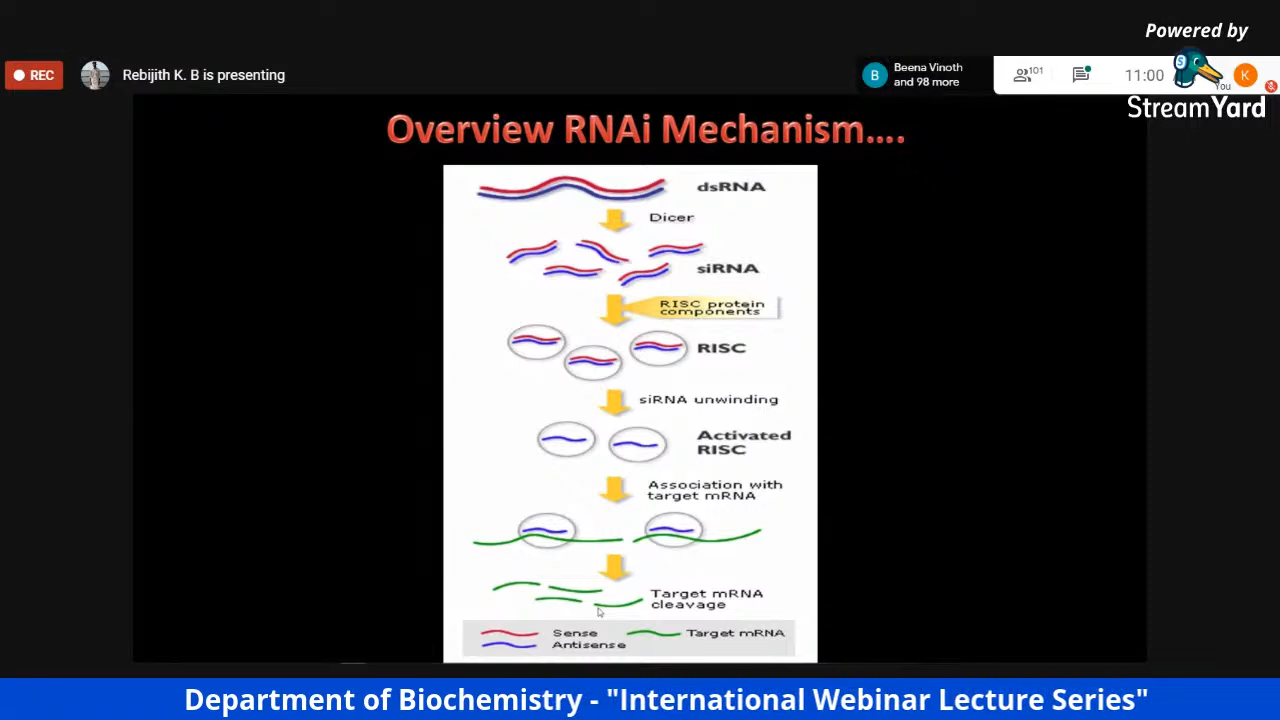 Powered by
REC
Rebijith K. B is presenting
B
Beena Vinoth
and 98 more
101
11:00
You
K
S
StreamYard
Overview RNAi Mechanism....
dsRNA
Dicer
siRNA
RISC protein
components
RISC
siRNA unwinding
Activated
RISC
Association with
target mRNA
Target mRNA
cleavage
Sense
Target mRNA
Antisense
Department of Biochemistry - "International Webinar Lecture Series"